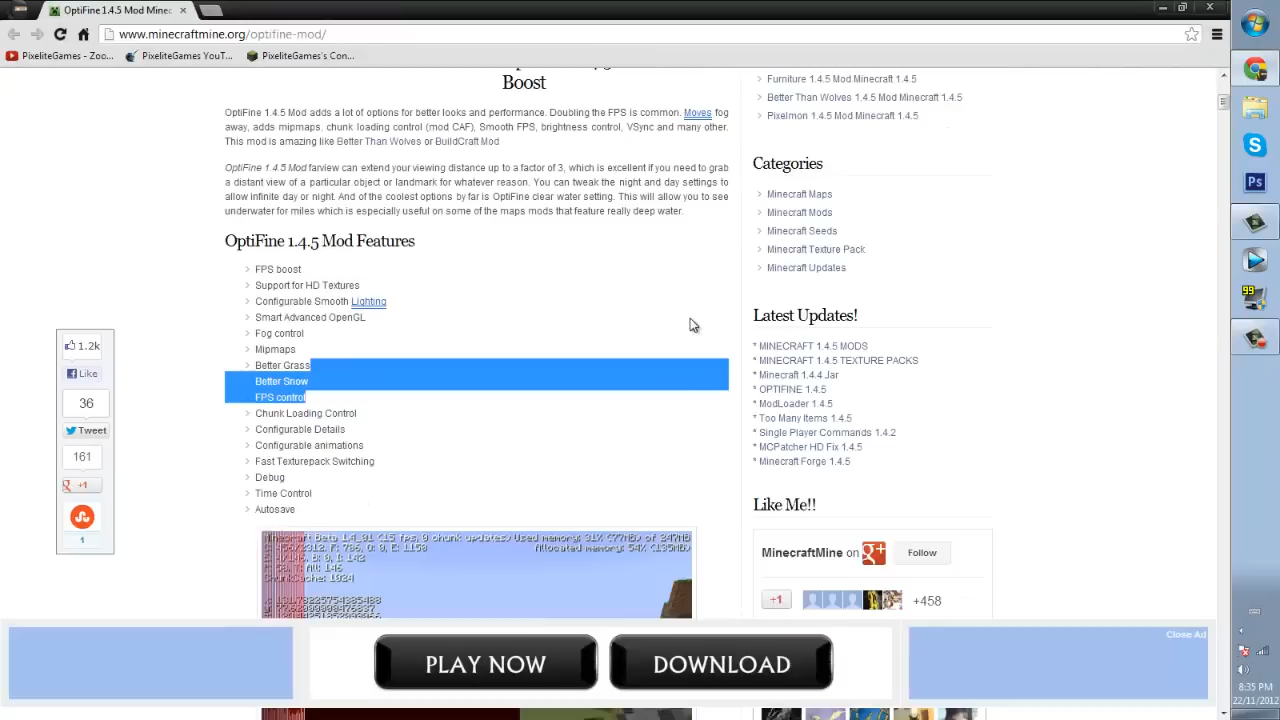 OptiFine 1.4.5 Mod Mine
www.minecraftmine.org/optifine-mod/
PixeliteGames - Zoo...
PixeliteGames YouT...
PixeliteGames's Con...
Boost
OptiFine 1.4.5 Mod adds a lot of options for better looks and performance. Doubling the FPS is common. Moves fog
away, adds mipmaps, chunk loading control (mod CAF), Smooth FPS, brightness control, VSync and many other.
This mod is amazing like Better Than Wolves or BuildCraft Mod
OptiFine 1.4.5 Mod farview can extend your viewing distance up to a factor of 3, which is excellent if you need to grab
a distant view of a particular object or landmark for whatever reason. You can tweak the night and day settings to
allow infinite day or night. And of the coolest options by far is OptiFine clear water setting. This will allow you to see
underwater for miles which is especially useful on some of the maps mods that feature really deep water.
OptiFine 1.4.5 Mod Features
FPS boost
Support for HD Textures
Configurable Smooth Lighting
Smart Advanced OpenGL
Fog control
Mipmaps
Better Grass
Better Snow
FPS control
Chunk Loading Control
Configurable Details
Configurable animations
Fast Texturepack Switching
Debug
Time Control
Autosave
1.2k
Like
36
Tweet
161
+1
1
Furniture 1.4.5 Mod Minecraft 1.4.5
Better Than Wolves 1.4.5 Mod Minecraft 1.4.5
Pixelmon 1.4.5 Mod Minecraft 1.4.5
Categories
Minecraft Maps
Minecraft Mods
Minecraft Seeds
Minecraft Texture Pack
Minecraft Updates
Latest Updates!
* MINECRAFT 1.4.5 MODS
* MINECRAFT 1.4.5 TEXTURE PACKS
* Minecraft 1.4.4 Jar
* OPTIFINE 1.4.5
* ModLoader 1.4.5
* Too Many Items 1.4.5
* Single Player Commands 1.4.2
* MCPatcher HD Fix 1.4.5
* Minecraft Forge 1.4.5
Like Me!!
MinecraftMine on g+
Follow
+1
+458
ChunkCache: 1024
PLAY NOW
DOWNLOAD
Close Ad
Ps
99
8:35 PM
22/11/2012